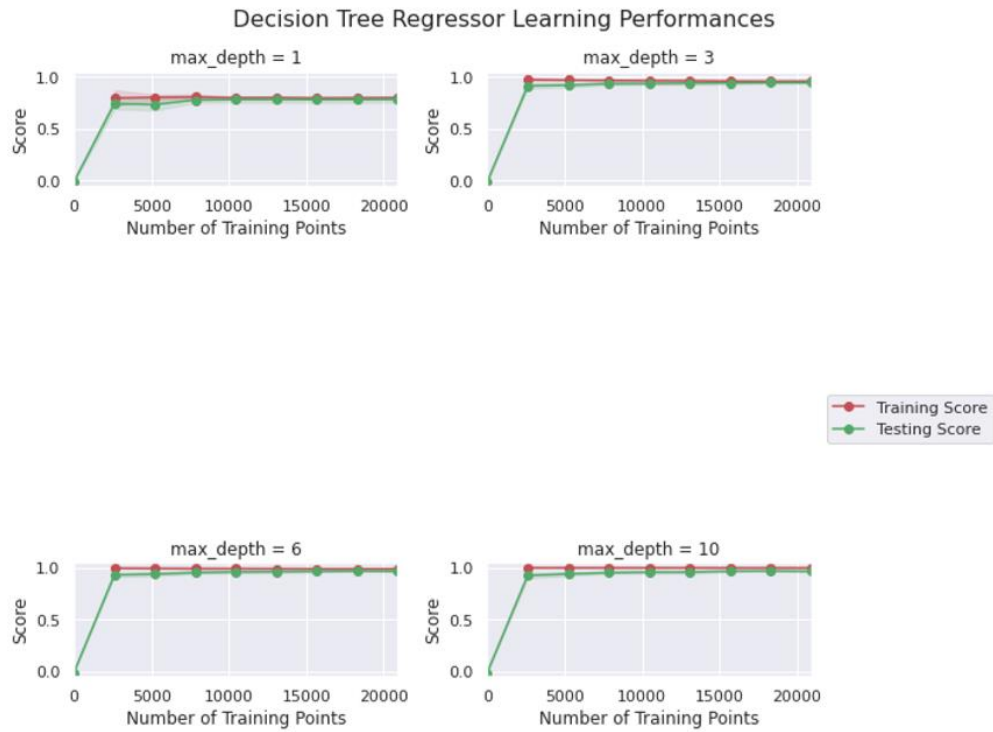 Decision Tree Regressor Learning Performances
max_depth = 1
1.0
0.5
0.0
Score
0 5000 10000 15000 20000
Number of Training Points
max_depth = 3
1.0
0.5
0.0
Score
0 5000 10000 15000 20000
Number of Training Points
Training Score
Testing Score
max_depth = 6
1.0
0.5
0.0
Score
0 5000 10000 15000 20000
Number of Training Points
max_depth = 10
1.0
0.5
0.0
Score
0 5000 10000 15000 20000
Number of Training Points